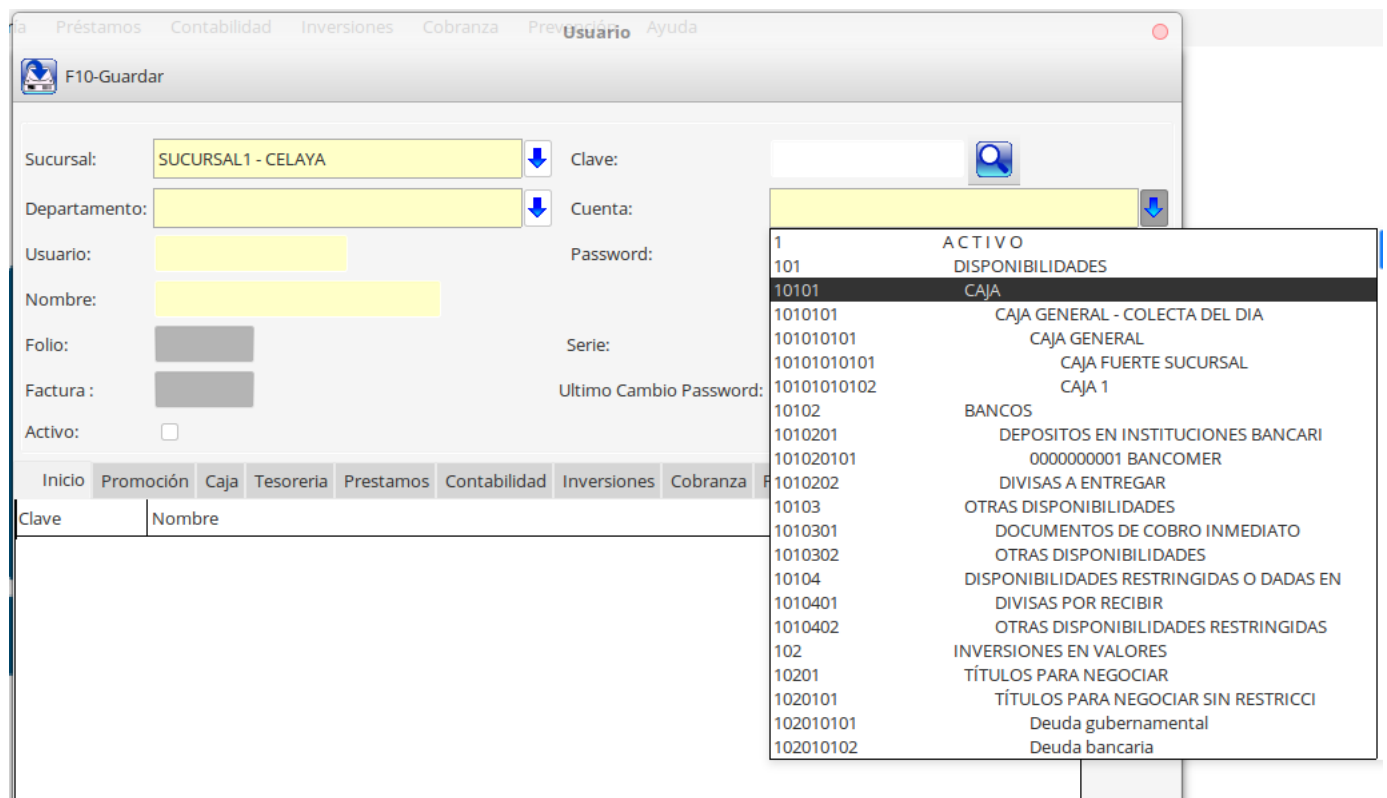 ía Préstamos Contabilidad Inversiones Cobranza Prevención Ayuda
Usuario
F10-Guardar
Sucursal: SUCURSAL1 - CELAYA Clave:
Departamento: Cuenta:
Usuario: Password:
Nombre:
Folio: Serie:
Factura : Ultimo Cambio Password:
Activo:
1 A C T I V O
101 DISPONIBILIDADES
10101 CAJA
1010101 CAJA GENERAL - COLECTA DEL DIA
101010101 CAJA GENERAL
10101010101 CAJA FUERTE SUCURSAL
10101010102 CAJA 1
10102 BANCOS
1010201 DEPOSITOS EN INSTITUCIONES BANCARI
101020101 0000000001 BANCOMER
1010202 DIVISAS A ENTREGAR
10103 OTRAS DISPONIBILIDADES
1010301 DOCUMENTOS DE COBRO INMEDIATO
1010302 OTRAS DISPONIBILIDADES
10104 DISPONIBILIDADES RESTRINGIDAS O DADAS EN
1010401 DIVISAS POR RECIBIR
1010402 OTRAS DISPONIBILIDADES RESTRINGIDAS
102 INVERSIONES EN VALORES
10201 TÍTULOS PARA NEGOCIAR
1020101 TÍTULOS PARA NEGOCIAR SIN RESTRICCI
102010101 Deuda gubernamental
102010102 Deuda bancaria
Inicio Promoción Caja Tesoreria Prestamos Contabilidad Inversiones Cobranza
Clave Nombre